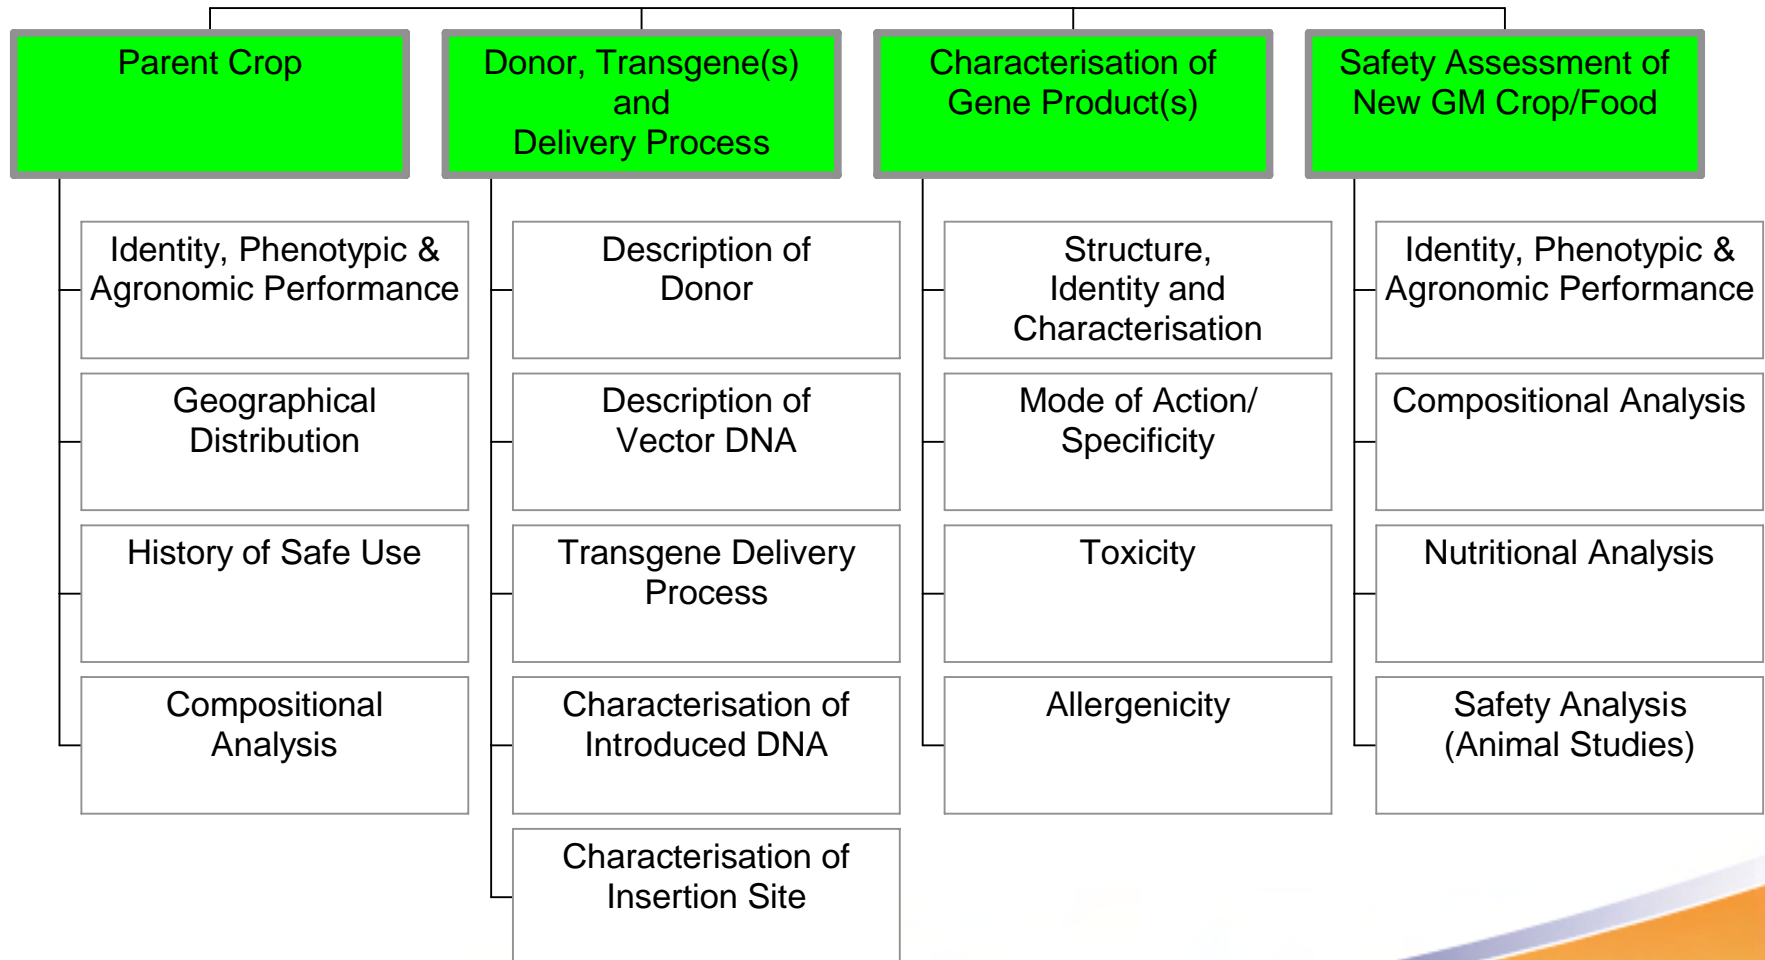 Parent Crop
Donor, Transgene(s)
and
Delivery Process
Characterisation of
Gene Product(s)
Safety Assessment of
New GM Crop/Food
Identity, Phenotypic &
Agronomic Performance
Geographical
Distribution
History of Safe Use
Compositional
Analysis
Description of
Donor
Description of
Vector DNA
Transgene Delivery
Process
Characterisation of
Introduced DNA
Characterisation of
Insertion Site
Structure,
Identity and
Characterisation
Mode of Action/
Specificity
Toxicity
Allergenicity
Identity, Phenotypic &
Agronomic Performance
Compositional Analysis
Nutritional Analysis
Safety Analysis
(Animal Studies)